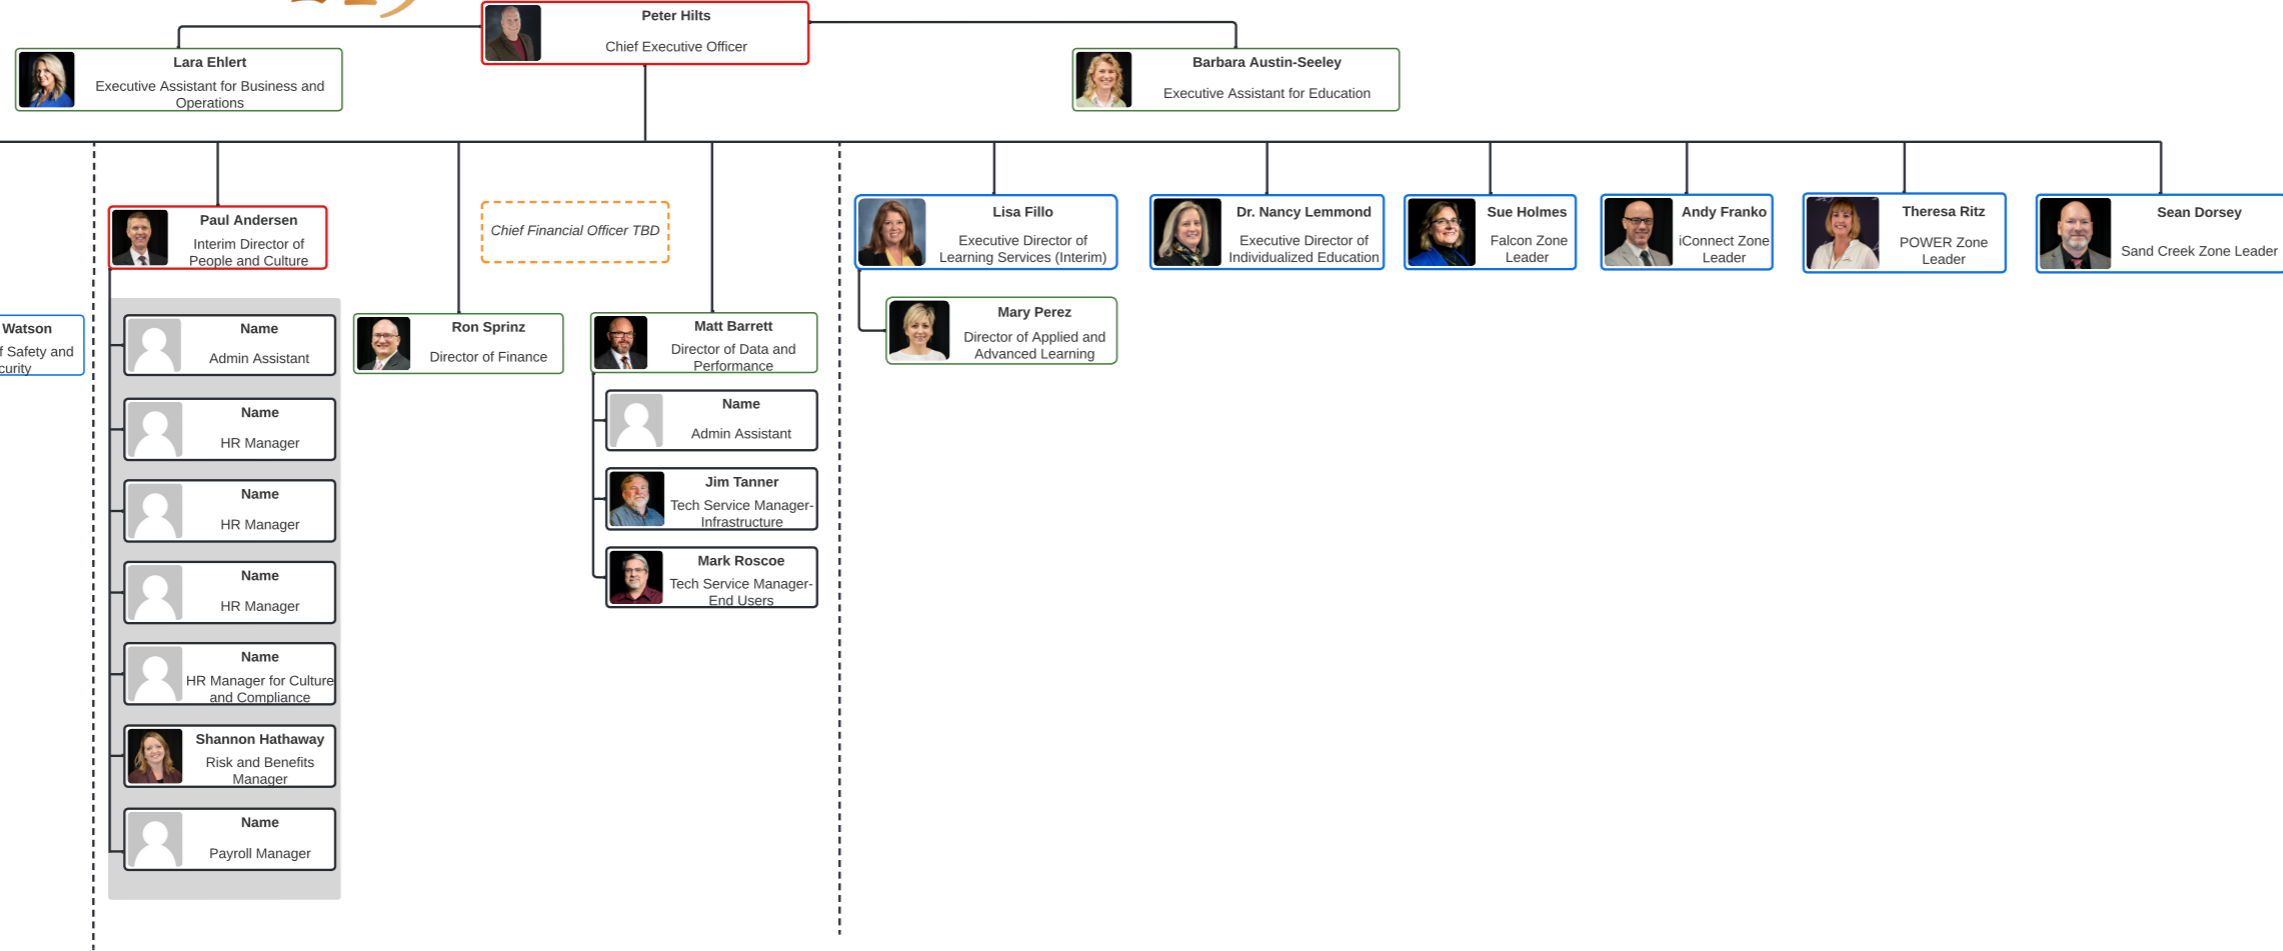 Peter Hilts
Chief Executive Officer
Lara Ehlert
Executive Assistant for Business and
Operations
Barbara Austin-Seeley
Executive Assistant for Education
Watson
f Safety and
curity
Paul Andersen
Interim Director of
People and Culture
Name
Admin Assistant
Name
HR Manager
Name
HR Manager
Name
HR Manager
Name
HR Manager for Culture
and Compliance
Shannon Hathaway
Risk and Benefits
Manager
Name
Payroll Manager
Ron Sprinz
Director of Finance
Chief Financial Officer TBD
Matt Barrett
Director of Data and
Performance
Name
Admin Assistant
Jim Tanner
Tech Service Manager-
Infrastructure
Mark Roscoe
Tech Service Manager-
End Users
Lisa Fillo
Executive Director of
Learning Services (Interim)
Mary Perez
Director of Applied and
Advanced Learning
Dr. Nancy Lemmond
Executive Director of
Individualized Education
Sue Holmes
Falcon Zone
Leader
Andy Franko
iConnect Zone
Leader
Theresa Ritz
POWER Zone
Leader
Sean Dorsey
Sand Creek Zone Leader